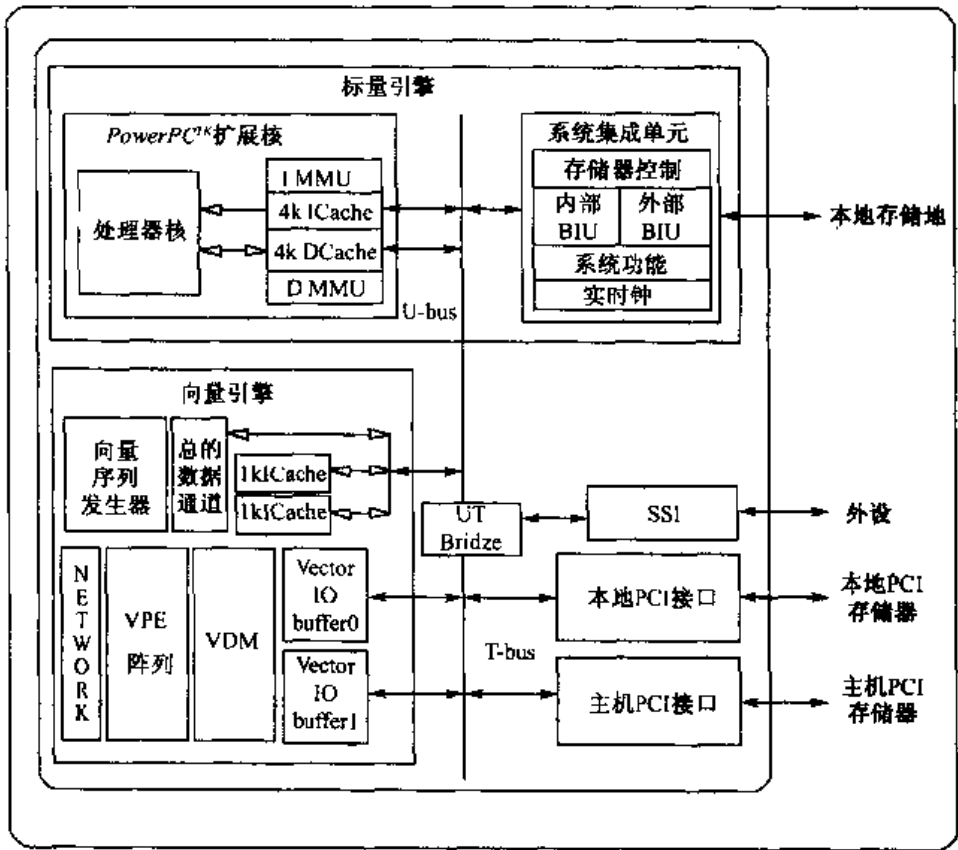 标量引擎
PowerPC™扩展核
处理器核
I MMU
4k ICache
4k DCache
D MMU
U-bus
系统集成单元
存储器控制
内部
BIU
外部
BIU
系统功能
实时钟
本地存储地
向量引擎
向量
序列
发生器
总的
数据
通道
1kICache
1kICache
UT
Bridze
SSI
外设
NETWORK
VPE
阵列
VDM
Vector
IO
buffer0
Vector
IO
buffer1
T-bus
本地PCI接口
本地PCI
存储器
主机PCI接口
主机PCI
存储器